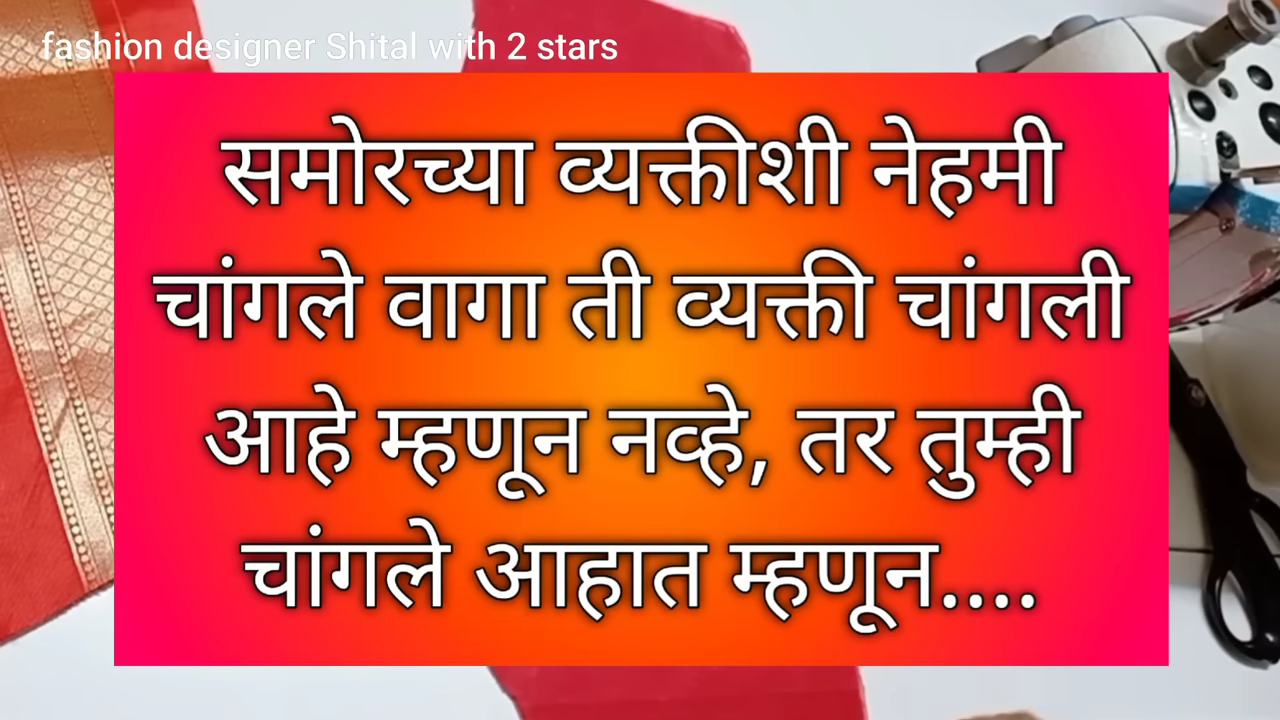 fashion designer Shital with 2 stars
समोरच्या व्यक्तीशी नेहमी
चांगले वागा ती व्यक्ती चांगली
आहे म्हणून नव्हे, तर तुम्ही
चांगले आहात म्हणून....